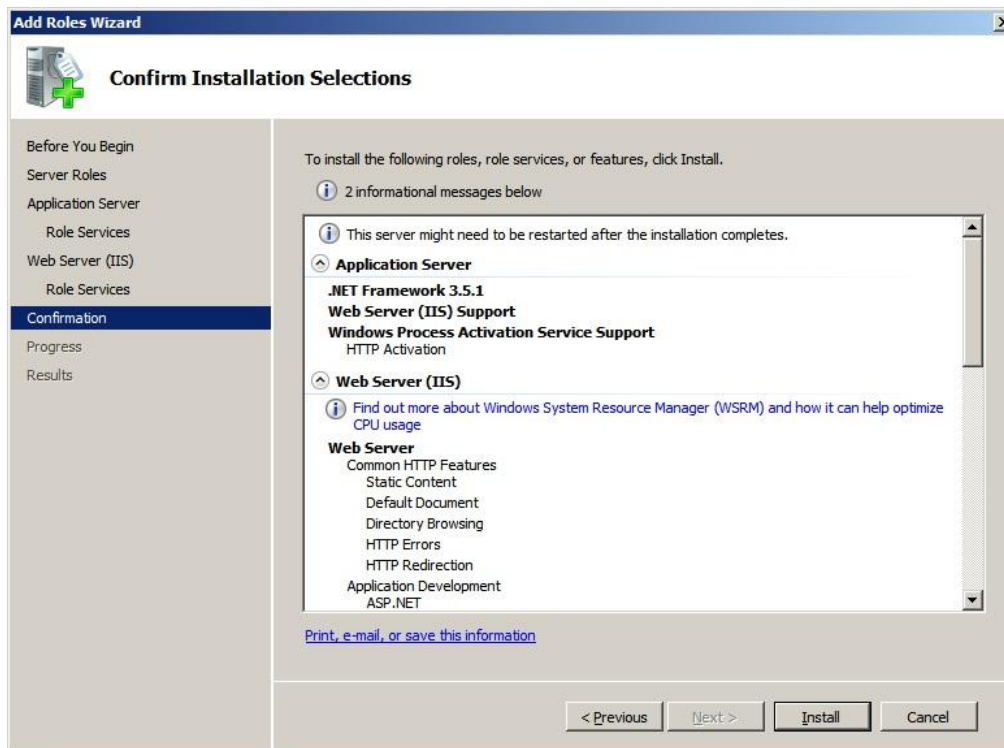 Add Roles Wizard
Confirm Installation Selections
Before You Begin
Server Roles
Application Server
Role Services
Web Server (IIS)
Role Services
Confirmation
Progress
Results
To install the following roles, role services, or features, click Install.
2 informational messages below
This server might need to be restarted after the installation completes.
Application Server
.NET Framework 3.5.1
Web Server (IIS) Support
Windows Process Activation Service Support
HTTP Activation
Web Server (IIS)
Find out more about Windows System Resource Manager (WSRM) and how it can help optimize
CPU usage
Web Server
Common HTTP Features
Static Content
Default Document
Directory Browsing
HTTP Errors
HTTP Redirection
Application Development
ASP.NET
Print, e-mail, or save this information
< Previous
Next >
Install
Cancel